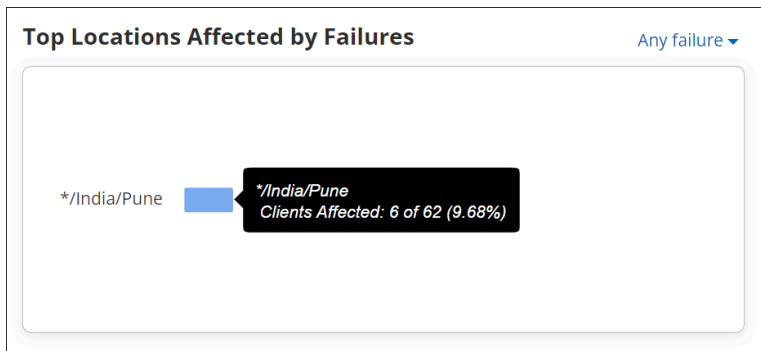 Top Locations Affected by Failures
Any failure
*/India/Pune
*/India/Pune
Clients Affected: 6 of 62 (9.68%)